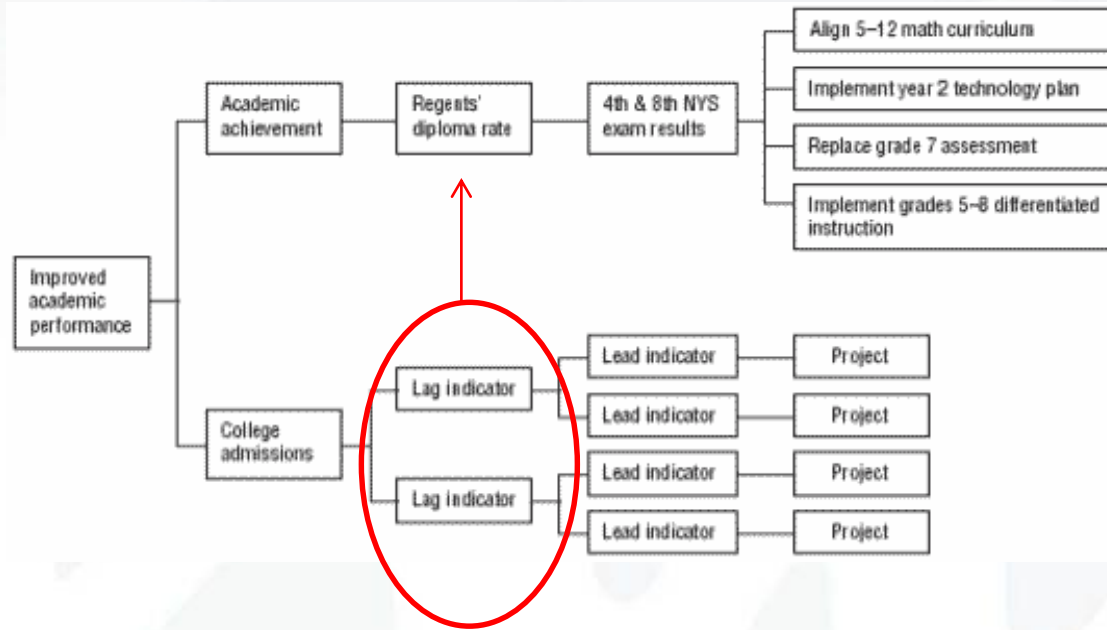 Align 5–12 math curriculum
Implement year 2 technology plan
Academic
achievement
Regents'
diploma rate
4th & 8th NYS
exam results
Replace grade 7 assessment
Implement grades 5–8 differentiated
instruction
Improved
academic
performance
Lead indicator
Project
Lag indicator
Lead indicator
Project
College
admissions
Lead indicator
Project
Lag indicator
Lead indicator
Project